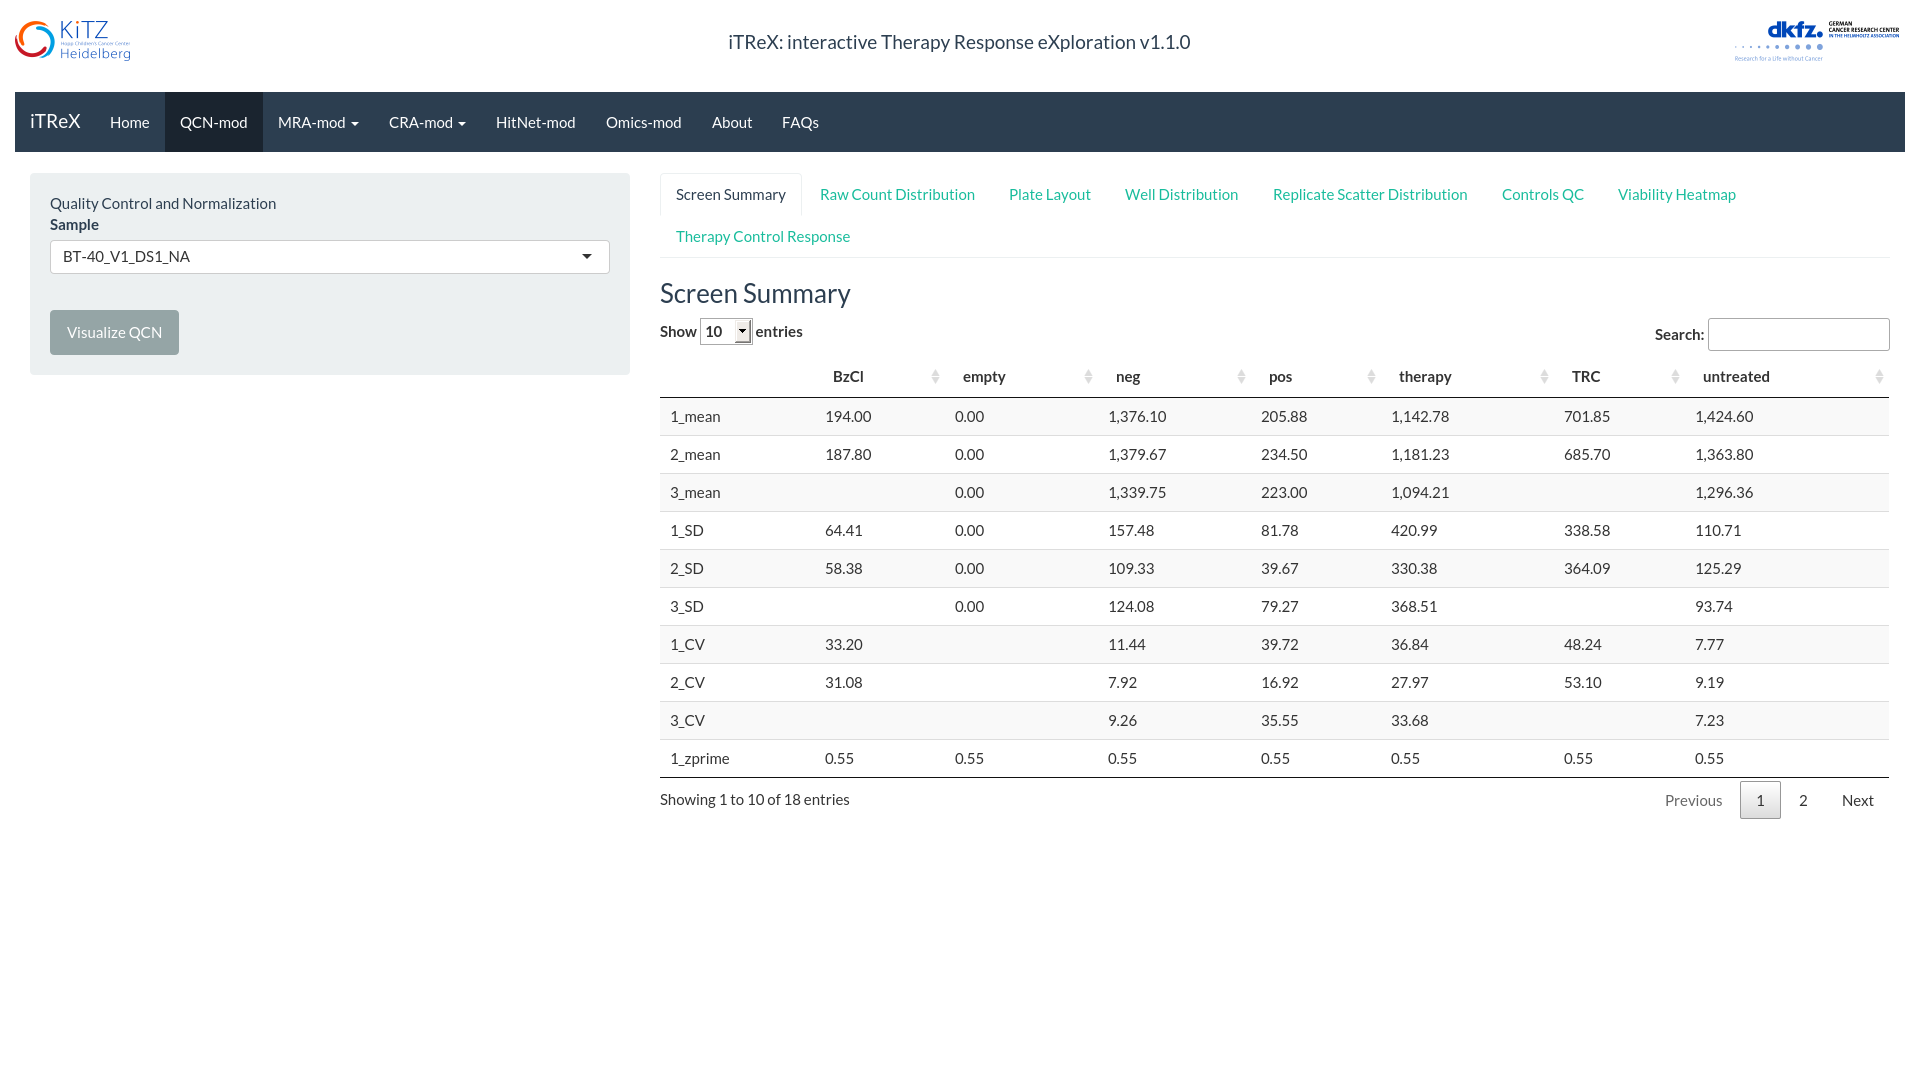 KiTZ
Hopp Children's Cancer Center
Heidelberg
iTReX: interactive Therapy Response eXploration v1.1.0
dkfz. GERMAN
CANCER RESEARCH CENTER
IN THE HELMHOLTZ ASSOCIATION
Research for a Life without Cancer
iTReX Home QCN-mod MRA-mod CRA-mod HitNet-mod Omics-mod About FAQs
Quality Control and Normalization
Sample
BT-40_V1_DS1_NA
Visualize QCN
Screen Summary Raw Count Distribution Plate Layout Well Distribution Replicate Scatter Distribution Controls QC Viability Heatmap
Therapy Control Response
Screen Summary
Show 10 entries Search:
BzCl empty neg pos therapy TRC untreated
1_mean 194.00 0.00 1,376.10 205.88 1,142.78 701.85 1,424.60
2_mean 187.80 0.00 1,379.67 234.50 1,181.23 685.70 1,363.80
3_mean 0.00 1,339.75 223.00 1,094.21 1,296.36
1_SD 64.41 0.00 157.48 81.78 420.99 338.58 110.71
2_SD 58.38 0.00 109.33 39.67 330.38 364.09 125.29
3_SD 0.00 124.08 79.27 368.51 93.74
1_CV 33.20 11.44 39.72 36.84 48.24 7.77
2_CV 31.08 7.92 16.92 27.97 53.10 9.19
3_CV 9.26 35.55 33.68 7.23
1_zprime 0.55 0.55 0.55 0.55 0.55 0.55 0.55
Showing 1 to 10 of 18 entries Previous 1 2 Next